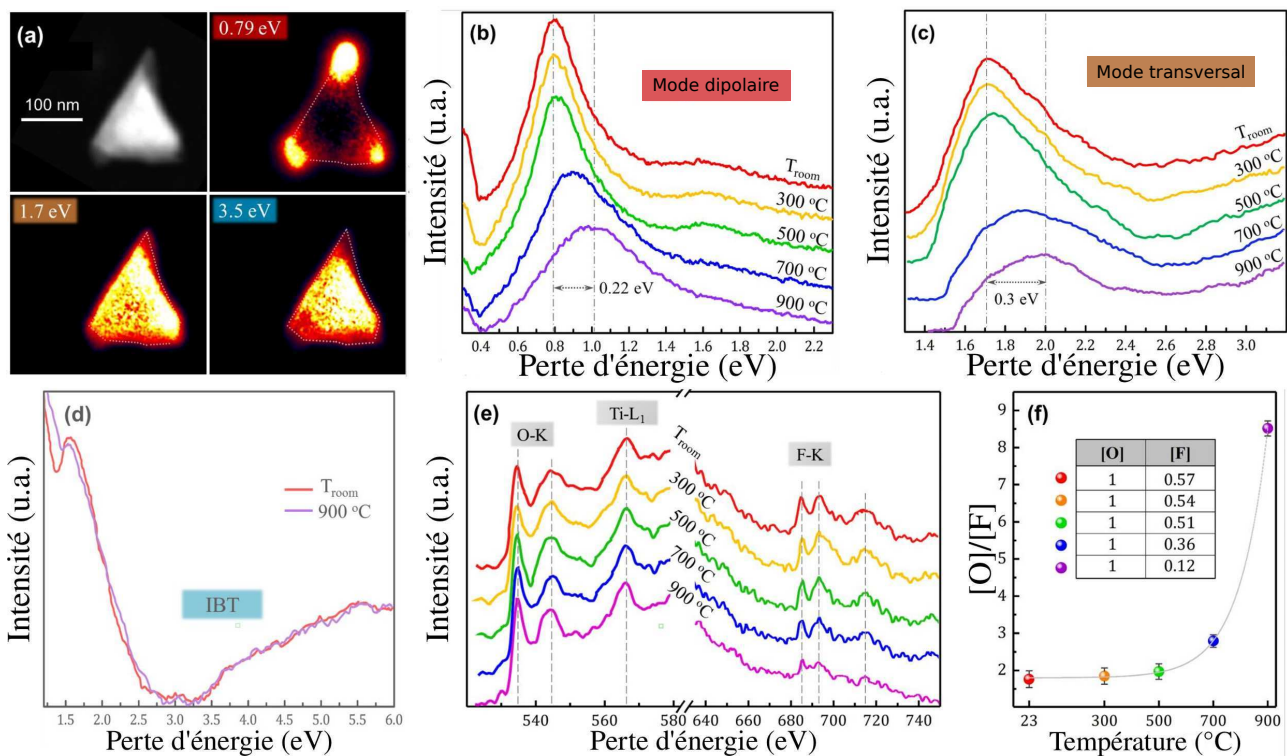 (a)
100 nm
0.79 eV
1.7 eV
3.5 eV
(b)
Mode dipolaire
T room
300 °C
500 °C
700 °C
900 °C
0.22 eV
Intensité (u.a.)
0.4 0.6 0.8 1.0 1.2 1.4 1.6 1.8 2.0 2.2
Perte d'énergie (eV)
(c)
Mode transversal
T room
300 °C
500 °C
700 °C
900 °C
0.3 eV
Intensité (u.a.)
1.4 1.6 1.8 2.0 2.2 2.4 2.6 2.8 3.0
Perte d'énergie (eV)
(d)
T room
900 °C
IBT
Intensité (u.a.)
1.5 2.0 2.5 3.0 3.5 4.0 4.5 5.0 5.5 6.0
Perte d'énergie (eV)
(e)
O-K
Ti-L1
F-K
T room
300 °C
500 °C
700 °C
900 °C
Intensité (u.a.)
540 560 580 640 660 680 700 720 740
Perte d'énergie (eV)
(f)
[O] [F]
1 0.57
1 0.54
1 0.51
1 0.36
1 0.12
[O]/[F]
9
8
7
6
5
4
3
2
23 300 500 700 900
Température (°C)